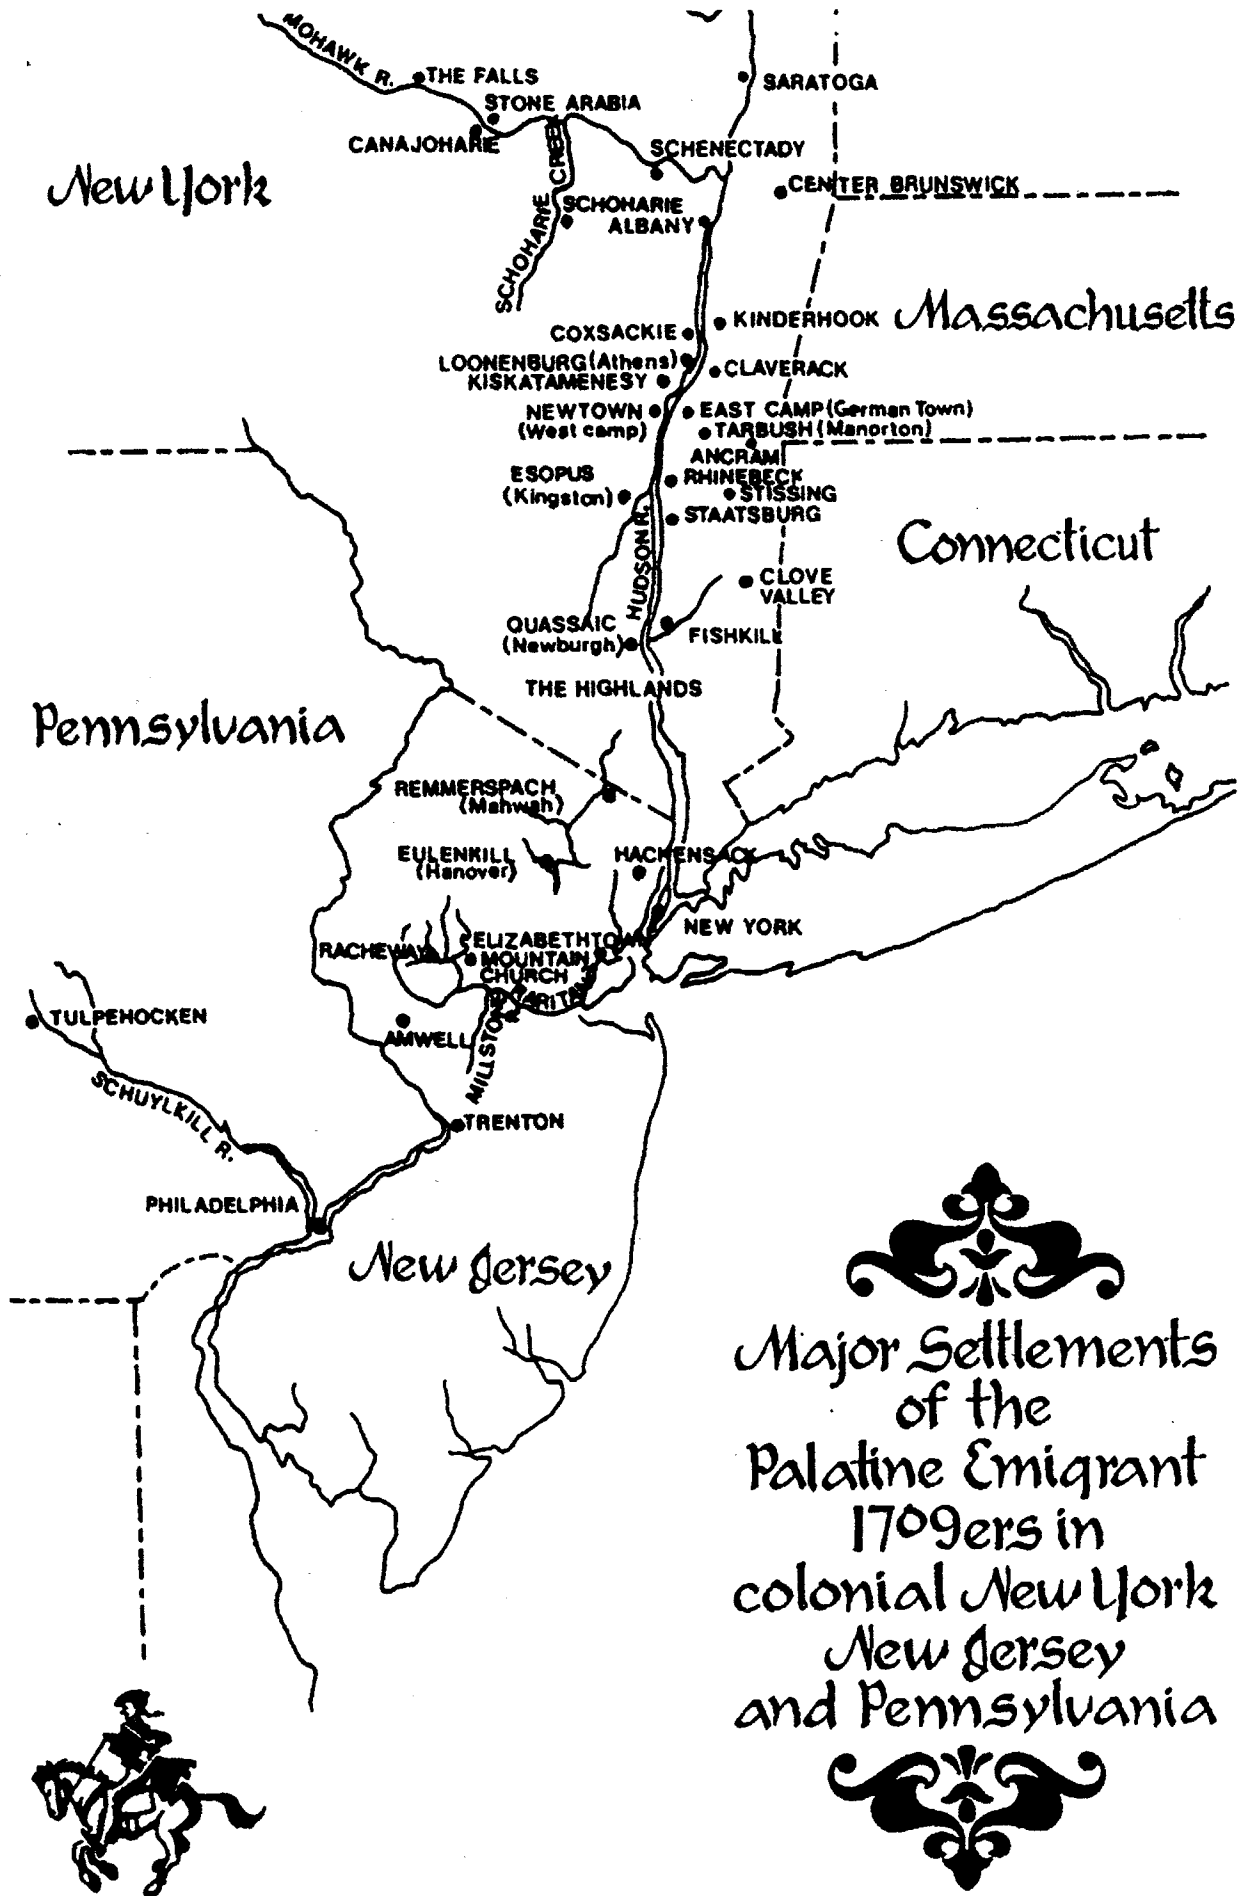 MOHAWK R.
THE FALLS
SARATOGA
STONE ARABIA
CANAJOHARIE
SCHENECTADY
New York
CENTER BRUNSWICK
SCHOHARIE CREEK
SCHOHARIE
ALBANY
Massachusetts
KINDERHOOK
COXSACKIE
LOONENBURG (Athens)
CLAVERACK
KISKATAMENESY
NEWTOWN
(West camp)
EAST CAMP (German Town)
TARBUSH (Manorton)
ANCRAM
ESOPUS
(Kingston)
RHINEBECK
STISSING
STAATSBURG
HUDSON R.
Connecticut
CLOVE
VALLEY
QUASSAIC
(Newburgh)
FISHKILL
THE HIGHLANDS
Pennsylvania
REMMERSPACH
(Mahwah)
EULENKILL
(Hanover)
HACKENSACK
NEW YORK
RACHEWAY
ELIZABETHTOWN
MOUNTAIN
CHURCH
RARITAN
MILLSTONE R.
TULPEHOCKEN
AMWELL
SCHUYLKILL R.
TRENTON
PHILADELPHIA
New Jersey
Major Settlements
of the
Palatine Emigrant
1709ers in
colonial New York
New Jersey
and Pennsylvania